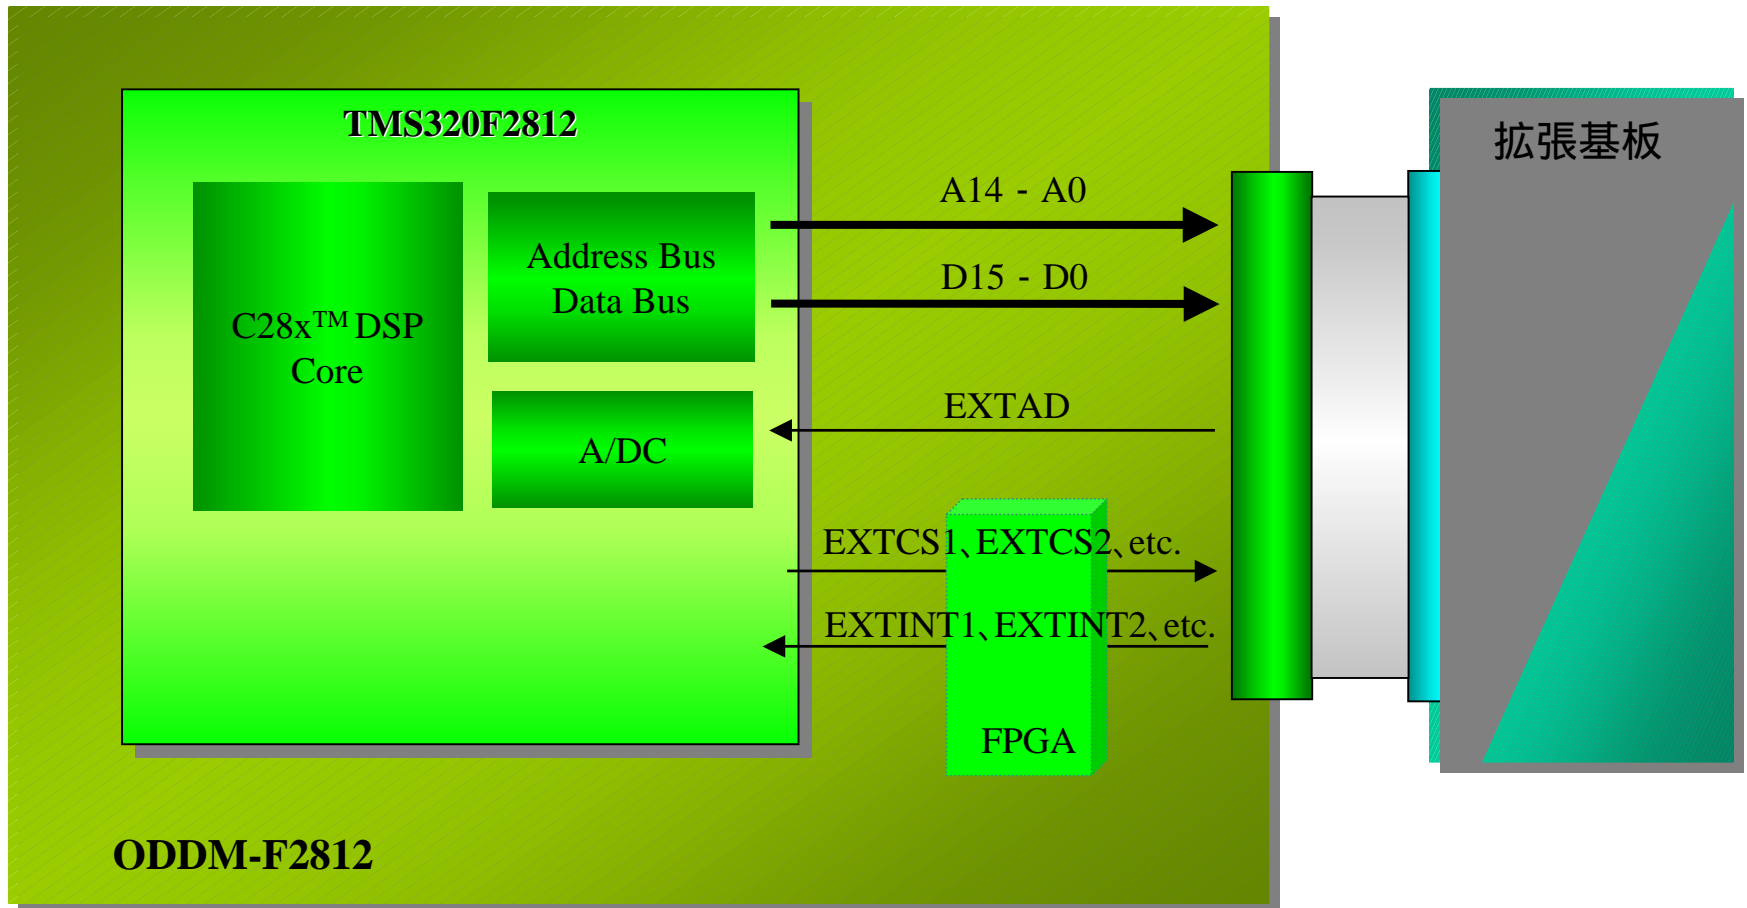 TMS320F2812
拡張基板
A14 - A0
Address Bus
Data Bus
D15 - D0
C28x™ DSP
Core
EXTAD
A/DC
EXTCS1、EXTCS2、etc.
EXTINT1、EXTINT2、etc.
FPGA
ODDM-F2812